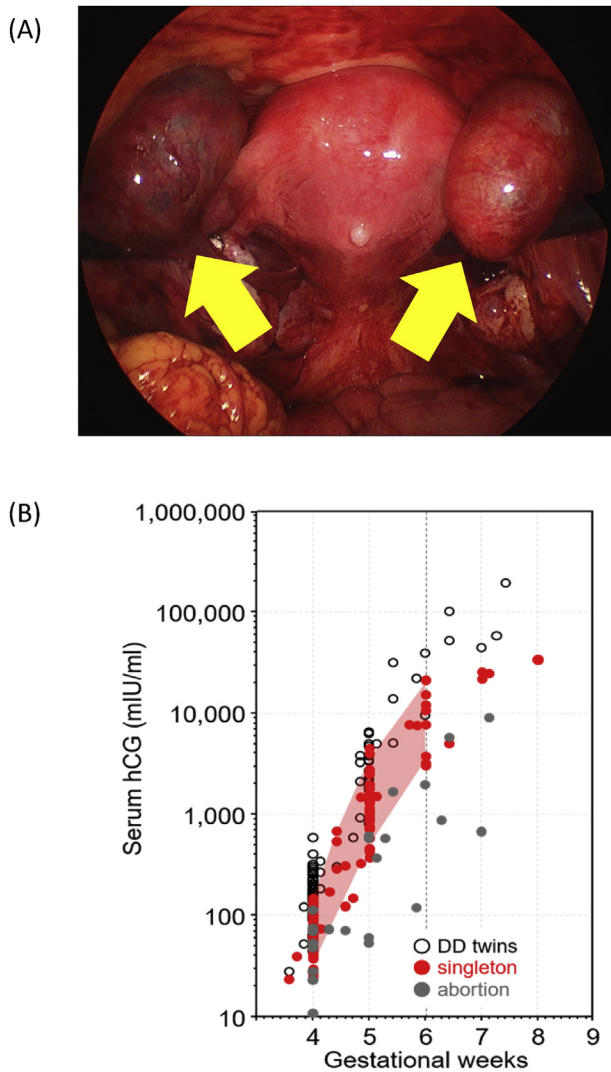 (A)
(B)
1,000,000
100,000
10,000
1,000
100
10
Serum hCG (mIU/ml)
DD twins
singleton
abortion
4 5 6 7 8 9
Gestational weeks